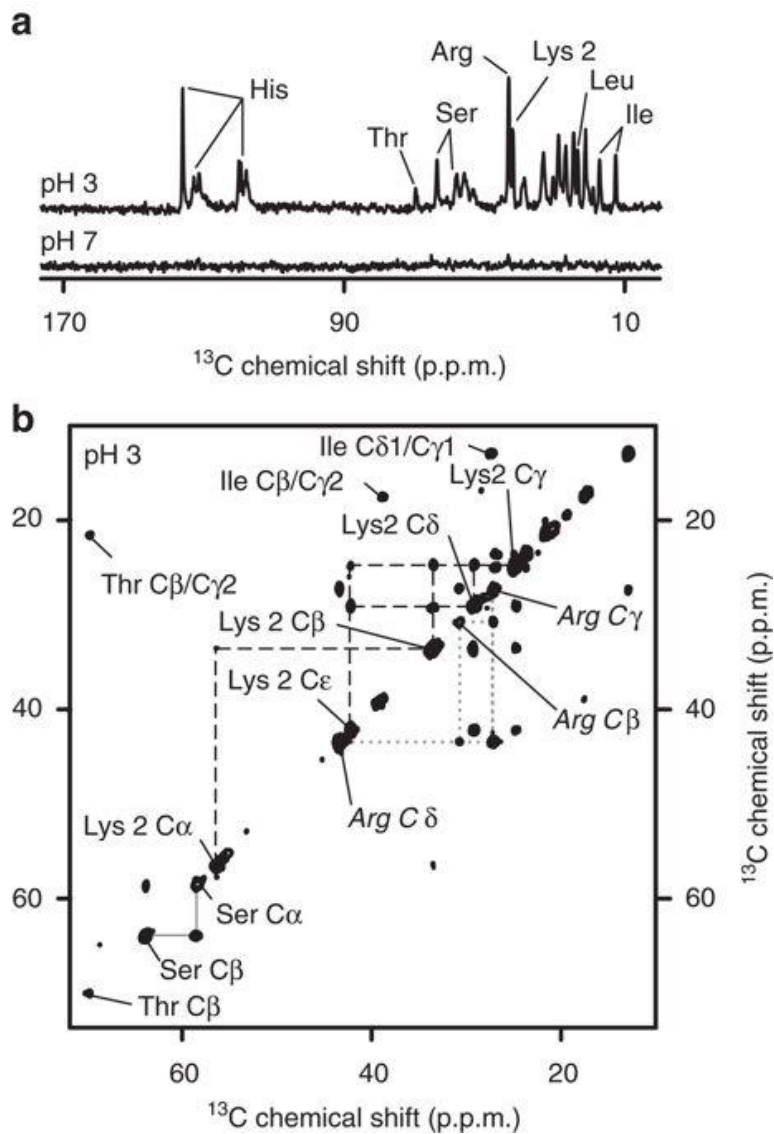 a
His
Arg
Lys 2
Leu
Ser
Ile
Thr
pH 3
pH 7
170
90
10
¹³C chemical shift (p.p.m.)
b
pH 3
Ile Cδ1/Cγ1
Ile Cβ/Cγ2
Lys2 Cγ
Lys2 Cδ
20
20
Thr Cβ/Cγ2
Arg Cγ
Lys 2 Cβ
Lys 2 Cε
40
40
Arg Cβ
Arg C δ
Lys 2 Cα
60
60
Ser Cα
Ser Cβ
Thr Cβ
60
40
20
¹³C chemical shift (p.p.m.)
¹³C chemical shift (p.p.m.)